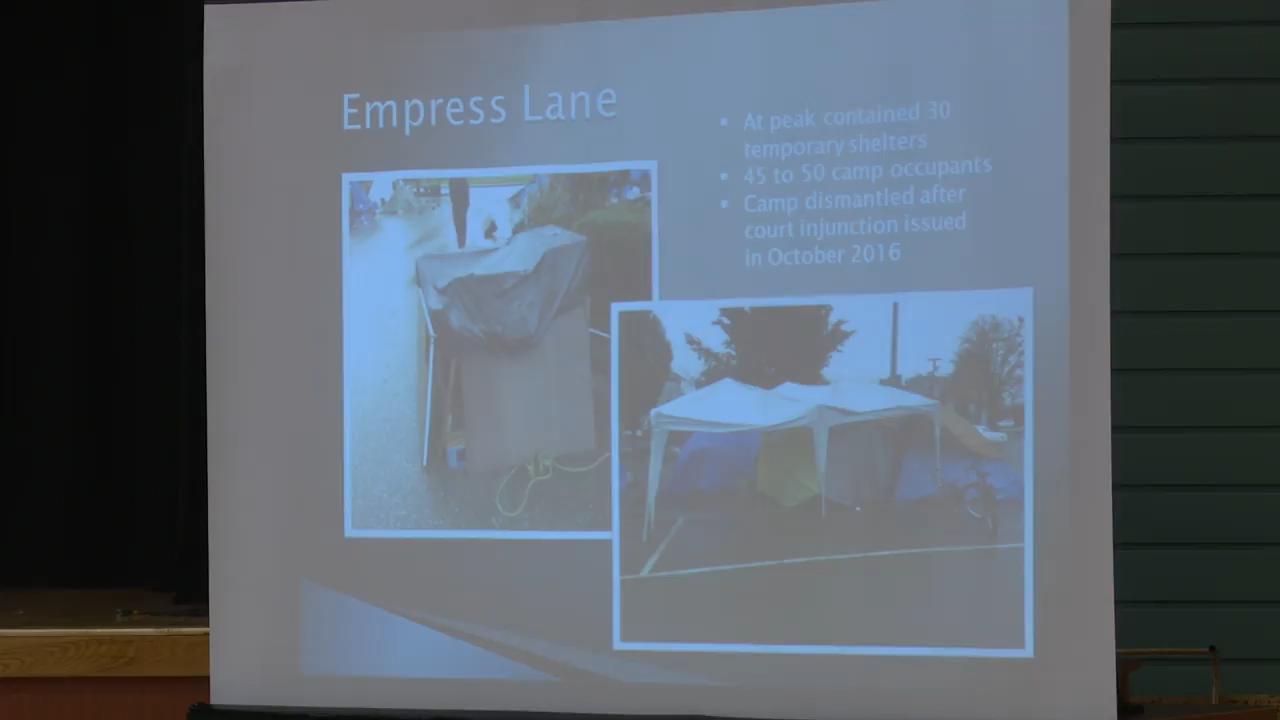 Empress Lane
▪ At peak contained 30
temporary shelters
▪ 45 to 50 camp occupants
▪ Camp dismantled after
court injunction issued
in October 2016